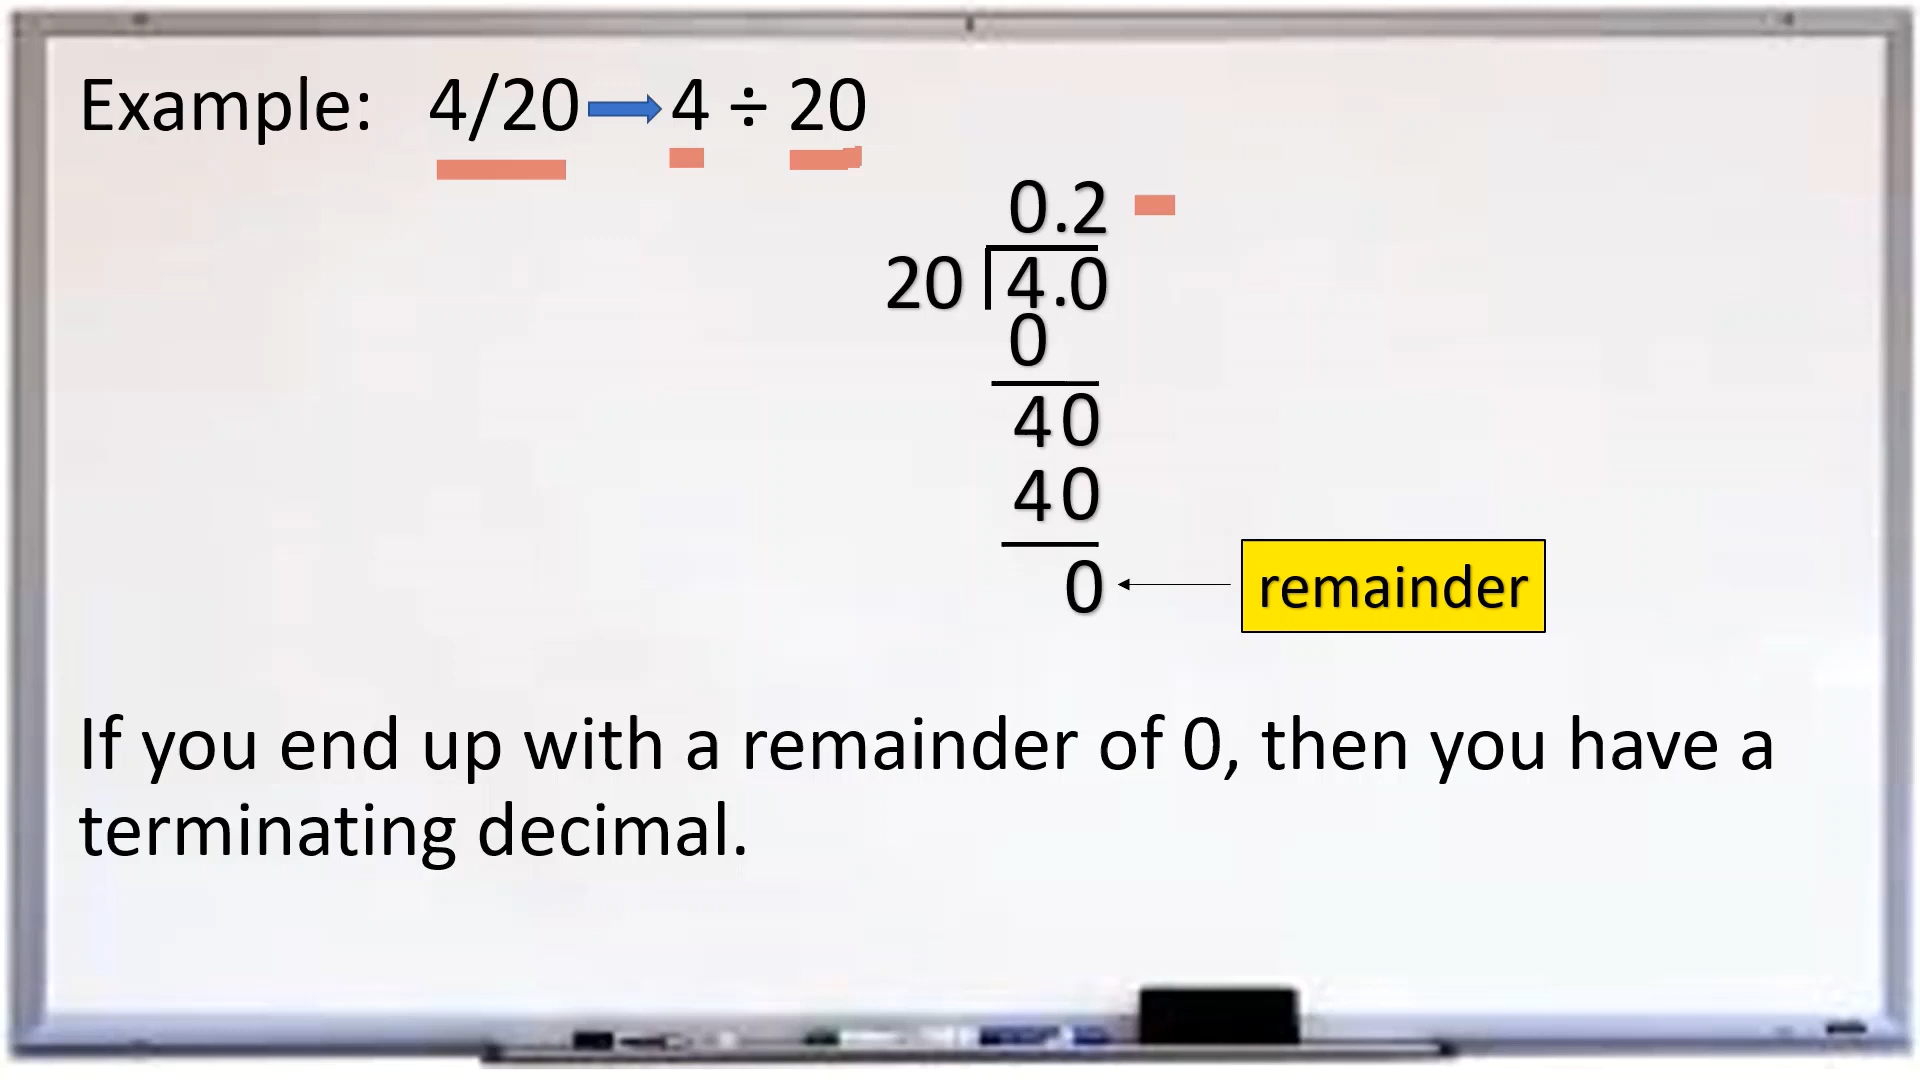 Example: 4/20 4 ÷ 20
0.2
20 4.0
0
40
40
0 remainder
If you end up with a remainder of 0, then you have a
terminating decimal.